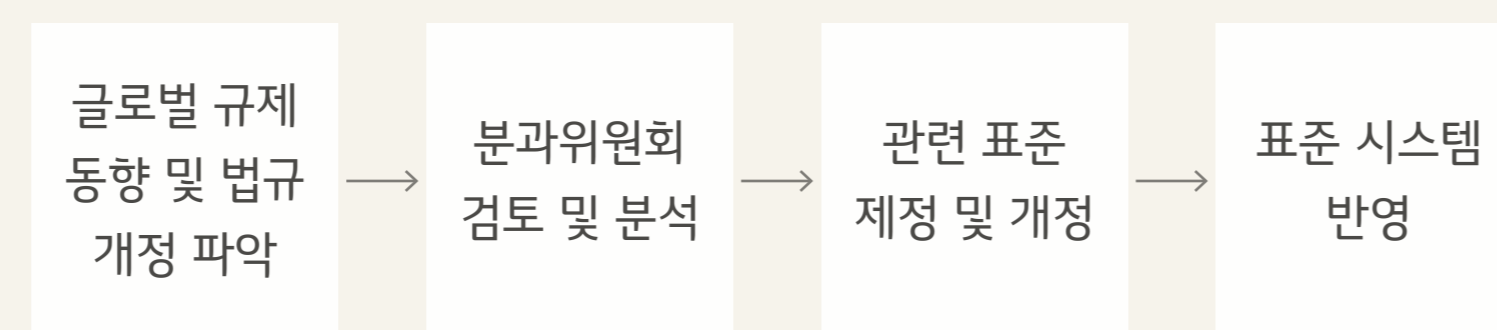 글로벌 규제
동향 및 법규
개정 파악
분과위원회
검토 및 분석
관련 표준
제정 및 개정
표준 시스템
반영